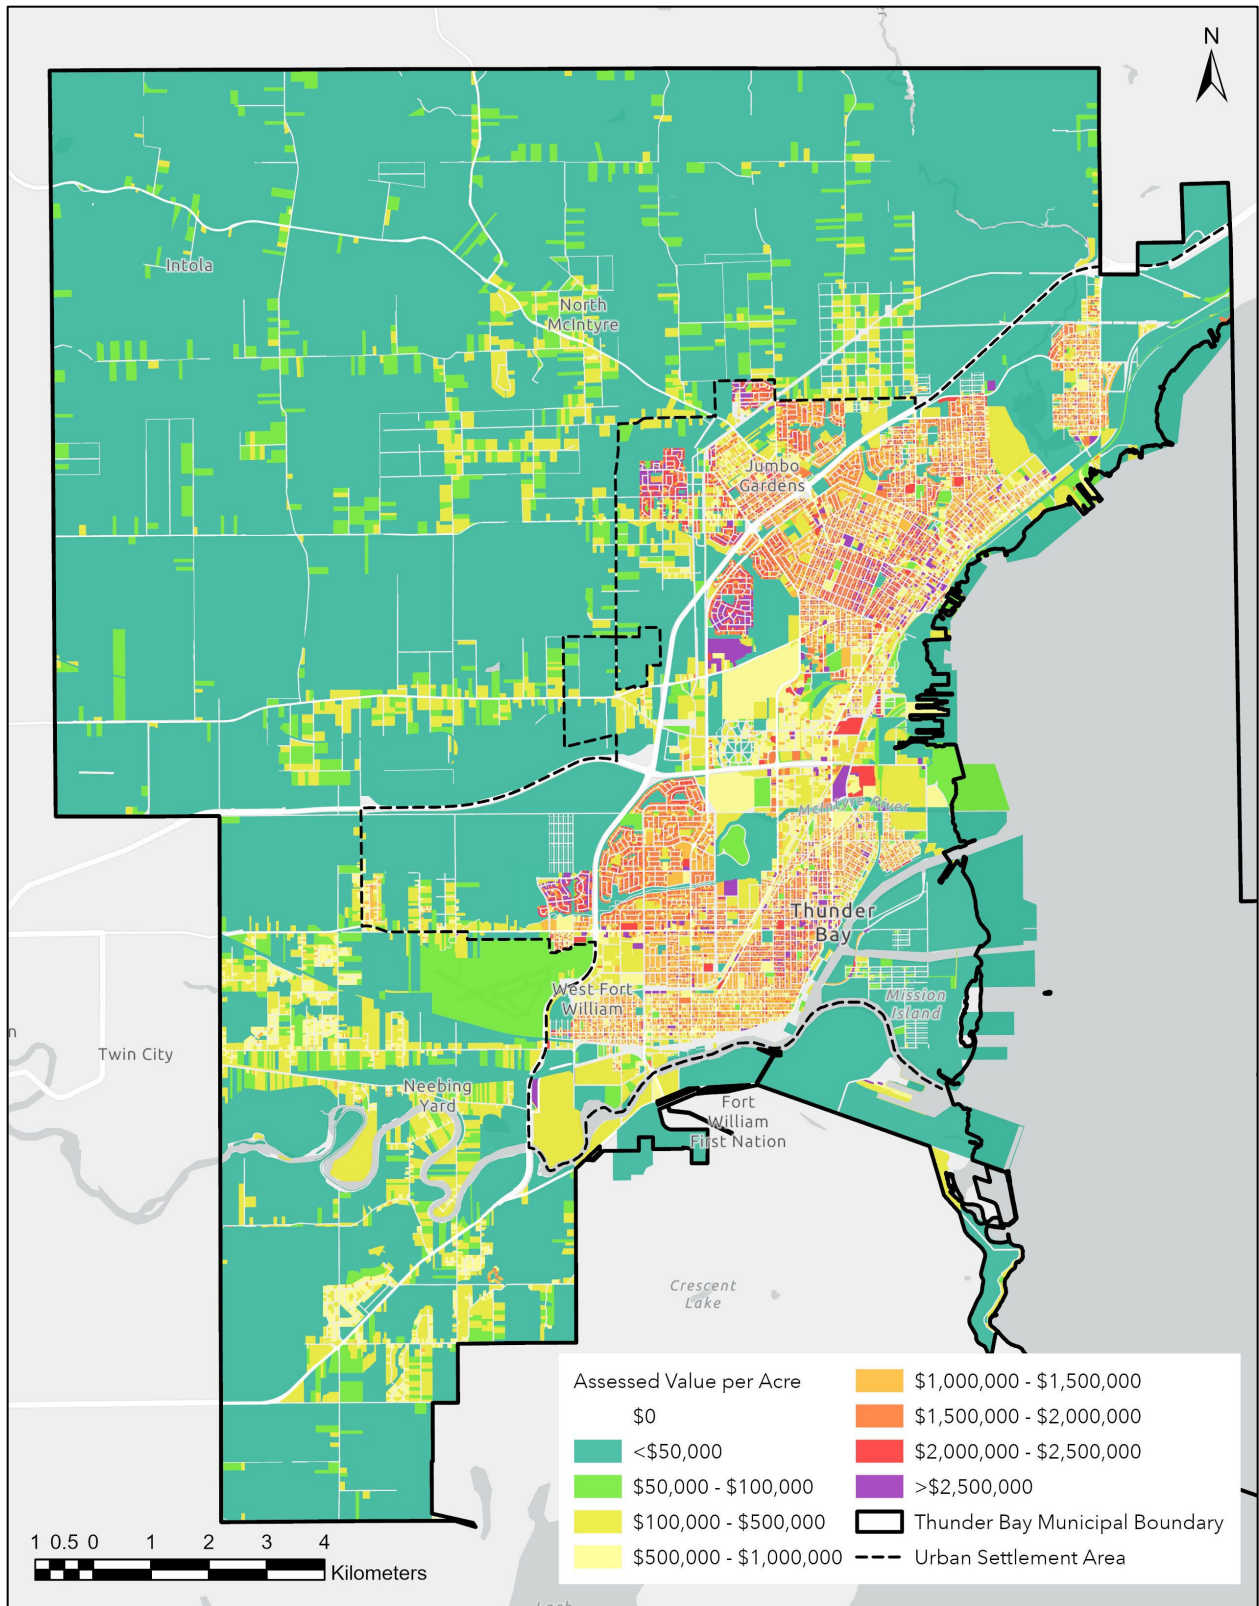 N
Intola
North
McIntyre
Jumbo
Gardens
McIntyre River
Thunder
Bay
West Fort
William
Mission
Island
n
Twin City
Neebing
Yard
Fort
William
First Nation
Crescent
Lake
Assessed Value per Acre
$0
<$50,000
$50,000 - $100,000
$100,000 - $500,000
$500,000 - $1,000,000
$1,000,000 - $1,500,000
$1,500,000 - $2,000,000
$2,000,000 - $2,500,000
>$2,500,000
Thunder Bay Municipal Boundary
Urban Settlement Area
1 0.5 0 1 2 3 4
Kilometers